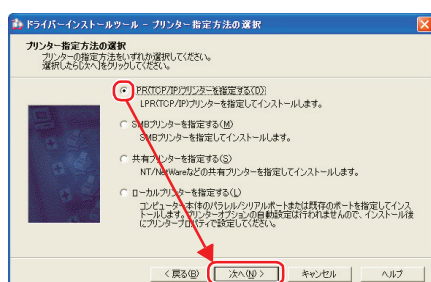 ドライバーインストールツール - プリンター指定方法の選択
プリンター指定方法の選択
プリンターの指定方法をいずれか選択してください。
選択したら[次へ]をクリックしてください。
PR(TCP/IP)プリンターを指定する(D)
LPR(TCP/IP)プリンターを指定してインストールします。
SMBプリンターを指定する(M)
SMBプリンターを指定してインストールします。
共有プリンターを指定する(S)
NT/NetWareなどの共有プリンターを指定してインストールします。
ローカルプリンターを指定する(L)
コンピューター本体のパラレル/シリアルポートまたは既存のポートを指定してインス
トールします。プリンターオプションの自動設定は行われませんので、インストール後
にプリンタープロパティで設定してください。
< 戻る(B)
次へ(N) >
キャンセル
ヘルプ